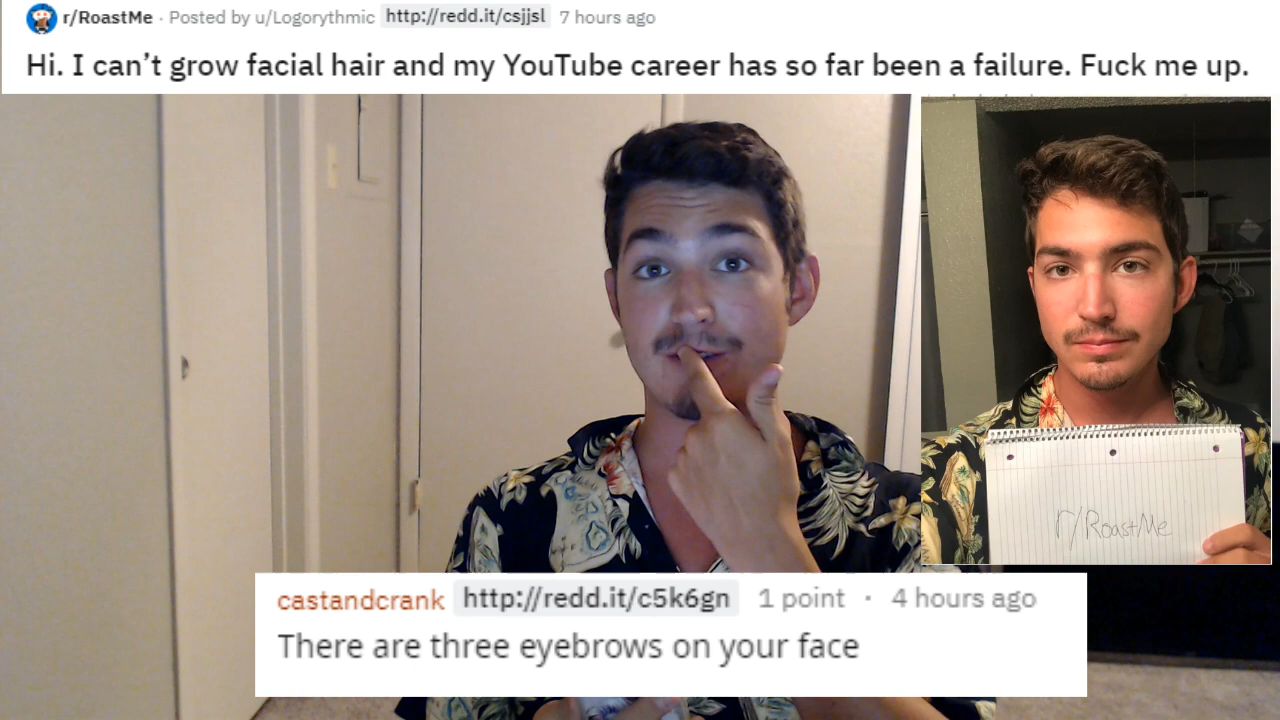 r/RoastMe · Posted by u/Logorythmic http://redd.it/csjjsl 7 hours ago
Hi. I can’t grow facial hair and my YouTube career has so far been a failure. Fuck me up.
r/RoastMe
castandcrank http://redd.it/c5k6gn 1 point · 4 hours ago
There are three eyebrows on your face